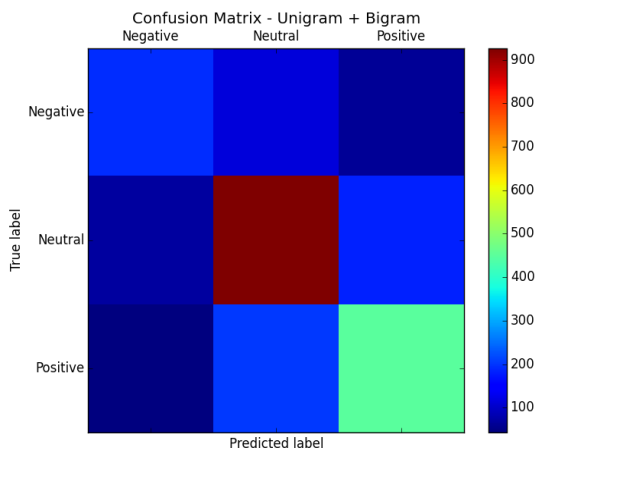 Confusion Matrix - Unigram + Bigram
Negative Neutral Positive
Negative
Neutral
Positive
True label
Predicted label
900
800
700
600
500
400
300
200
100